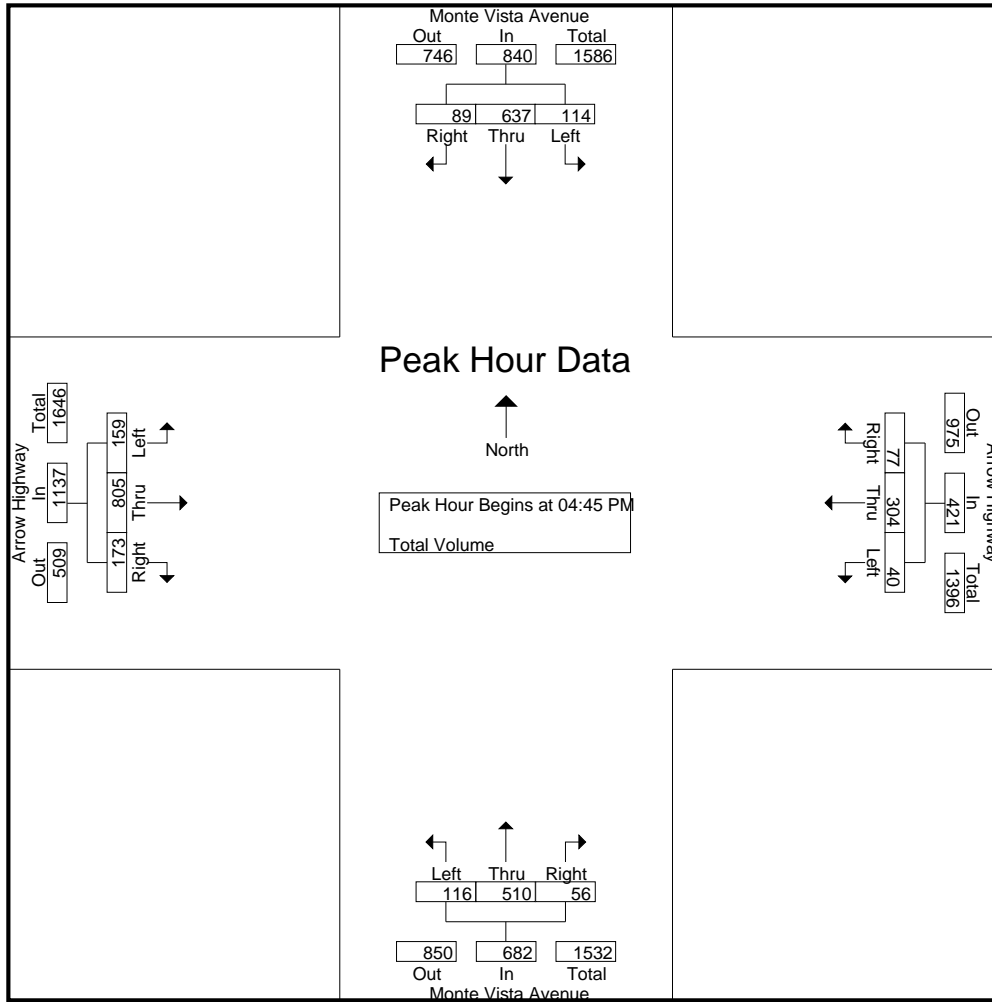 Monte Vista Avenue
Out In Total
746 840 1586
89 637 114
Right Thru Left
Peak Hour Data
North
Peak Hour Begins at 04:45 PM
Total Volume
Arrow Highway
Out In Total
509 1137 1646
159 805 173
Left Thru Right
Arrow Highway
Out In Total
975 421 1396
77 304 40
Right Thru Left
Left Thru Right
116 510 56
850 682 1532
Out In Total
Monte Vista Avenue